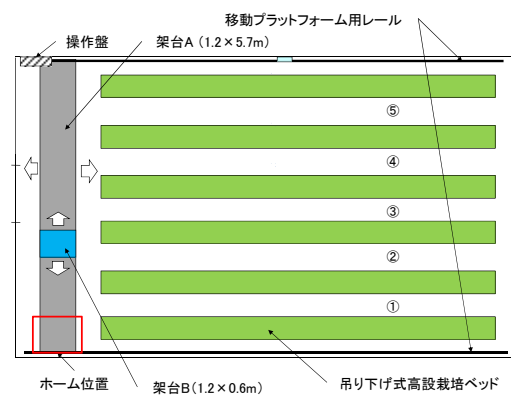 移動プラットフォーム用レール
操作盤
架台A（1.2×5.7m）
⑤
④
③
②
①
ホーム位置
架台B（1.2×0.6m）
吊り下げ式高設栽培ベッド